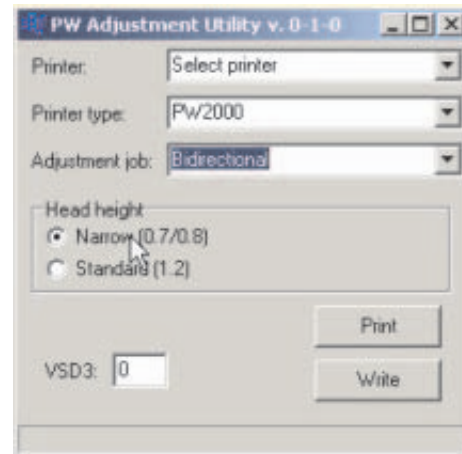 PW Adjustment Utility v. 0-1-0
Printer: Select printer
Printer type: PW2000
Adjustment job: Bidirectional
Head height
Narrow (0.7/0.8)
Standard (1.2)
Print
VSD3: 0
Write